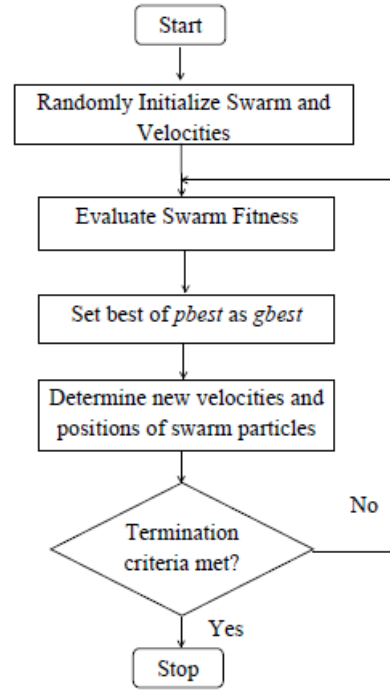 Start
Randomly Initialize Swarm and
Velocities
Evaluate Swarm Fitness
Set best of pbest as gbest
Determine new velocities and
positions of swarm particles
Termination
criteria met?
No
Yes
Stop